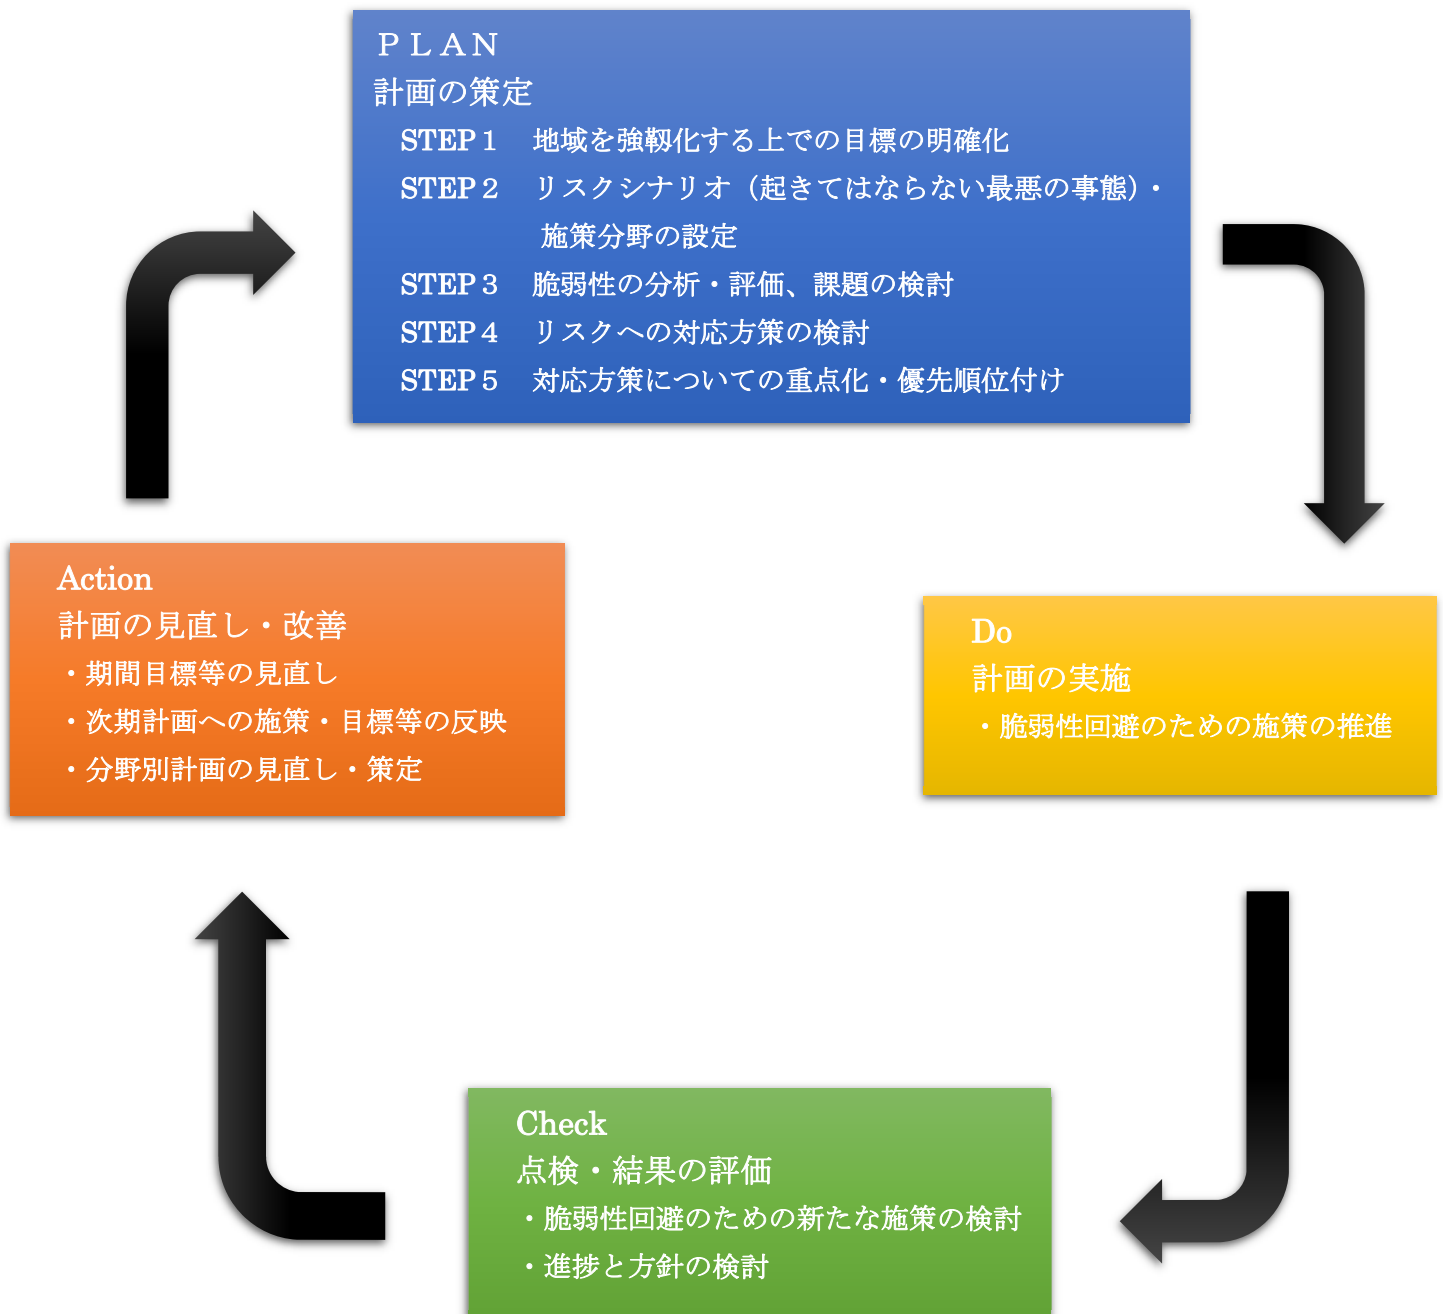 ＰＬＡＮ
計画の策定
STEP１　地域を強靱化する上での目標の明確化
STEP２　リスクシナリオ（起きてはならない最悪の事態）・
施策分野の設定
STEP３　脆弱性の分析・評価、課題の検討
STEP４　リスクへの対応方策の検討
STEP５　対応方策についての重点化・優先順位付け
Action
計画の見直し・改善
・期間目標等の見直し
・次期計画への施策・目標等の反映
・分野別計画の見直し・策定
Do
計画の実施
・脆弱性回避のための施策の推進
Check
点検・結果の評価
・脆弱性回避のための新たな施策の検討
・進捗と方針の検討